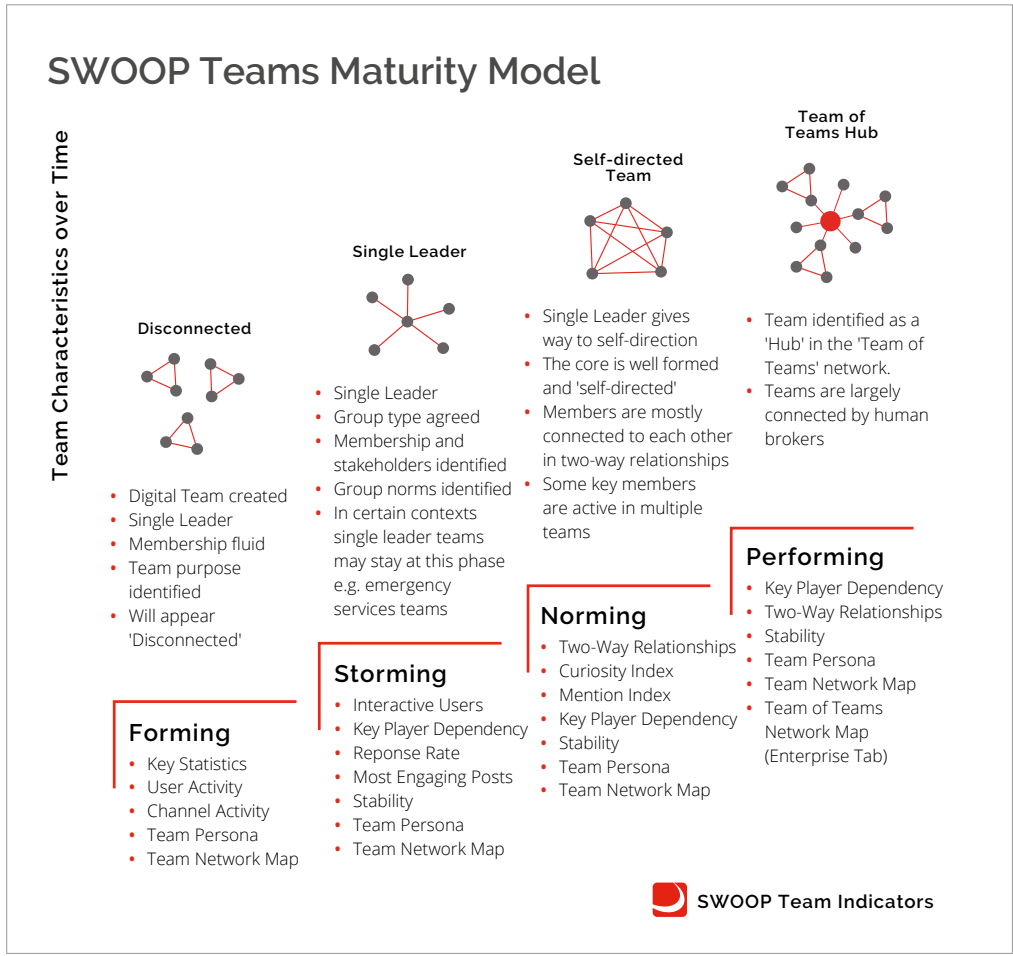 SWOOP Teams Maturity Model
Team Characteristics over Time
Disconnected
• Digital Team created
• Single Leader
• Membership fluid
• Team purpose
identified
• Will appear
'Disconnected'
Single Leader
• Single Leader
• Group type agreed
• Membership and
stakeholders identified
• Group norms identified
• In certain contexts
single leader teams
may stay at this phase
e.g. emergency
services teams
Self-directed
Team
• Single Leader gives
way to self-direction
• The core is well formed
and 'self-directed'
• Members are mostly
connected to each other
in two-way relationships
• Some key members
are active in multiple
teams
Team of
Teams Hub
• Team identified as a
'Hub' in the 'Team of
Teams' network.
• Teams are largely
connected by human
brokers
Forming
• Key Statistics
• User Activity
• Channel Activity
• Team Persona
• Team Network Map
Storming
• Interactive Users
• Key Player Dependency
• Reponse Rate
• Most Engaging Posts
• Stability
• Team Persona
• Team Network Map
Norming
• Two-Way Relationships
• Curiosity Index
• Mention Index
• Key Player Dependency
• Stability
• Team Persona
• Team Network Map
Performing
• Key Player Dependency
• Two-Way Relationships
• Stability
• Team Persona
• Team Network Map
• Team of Teams
Network Map
(Enterprise Tab)
SWOOP Team Indicators